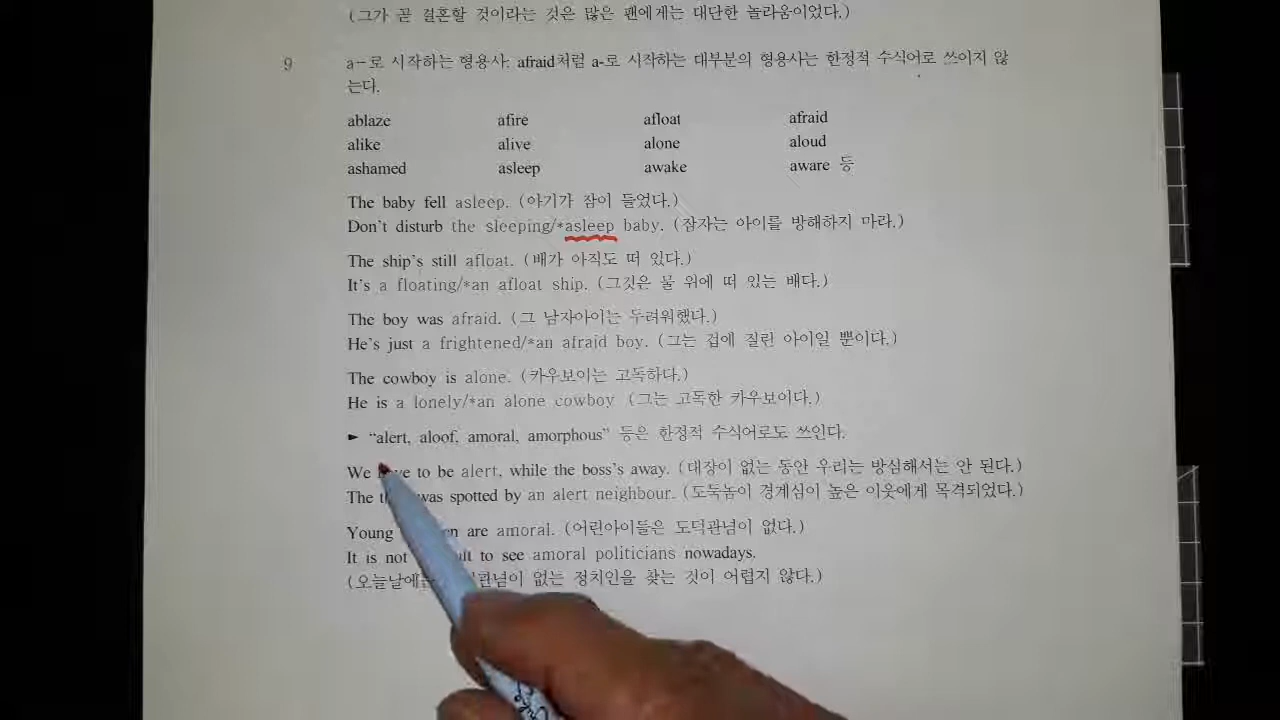 (그가 곧 결혼할 것이라는 것은 많은 팬에게는 대단한 놀라움이었다.)
9 a-로 시작하는 형용사: afraid처럼 a-로 시작하는 대부분의 형용사는 한정적 수식어로 쓰이지 않
는다.
ablaze afire afloat afraid
alike alive alone aloud
ashamed asleep awake aware 등
The baby fell asleep. (아기가 잠이 들었다.)
Don't disturb the sleeping/*asleep baby. (잠자는 아이를 방해하지 마라.)
The ship's still afloat. (배가 아직도 떠 있다.)
It's a floating/*an afloat ship. (그것은 물 위에 떠 있는 배다.)
The boy was afraid. (그 남자아이는 두려워했다.)
He's just a frightened/*an afraid boy. (그는 겁에 질린 아이일 뿐이다.)
The cowboy is alone. (카우보이는 고독하다.)
He is a lonely/*an alone cowboy (그는 고독한 카우보이다.)
► “alert, aloof, amoral, amorphous” 등은 한정적 수식어로도 쓰인다.
We to be alert, while the boss's away. (대장이 없는 동안 우리는 방심해서는 안 된다.)
The was spotted by an alert neighbour. (도둑놈이 경계심이 높은 이웃에게 목격되었다.)
Young are amoral. (어린아이들은 도덕관념이 없다.)
It is not to see amoral politicians nowadays.
(오늘날에는 없는 정치인을 찾는 것이 어렵지 않다.)